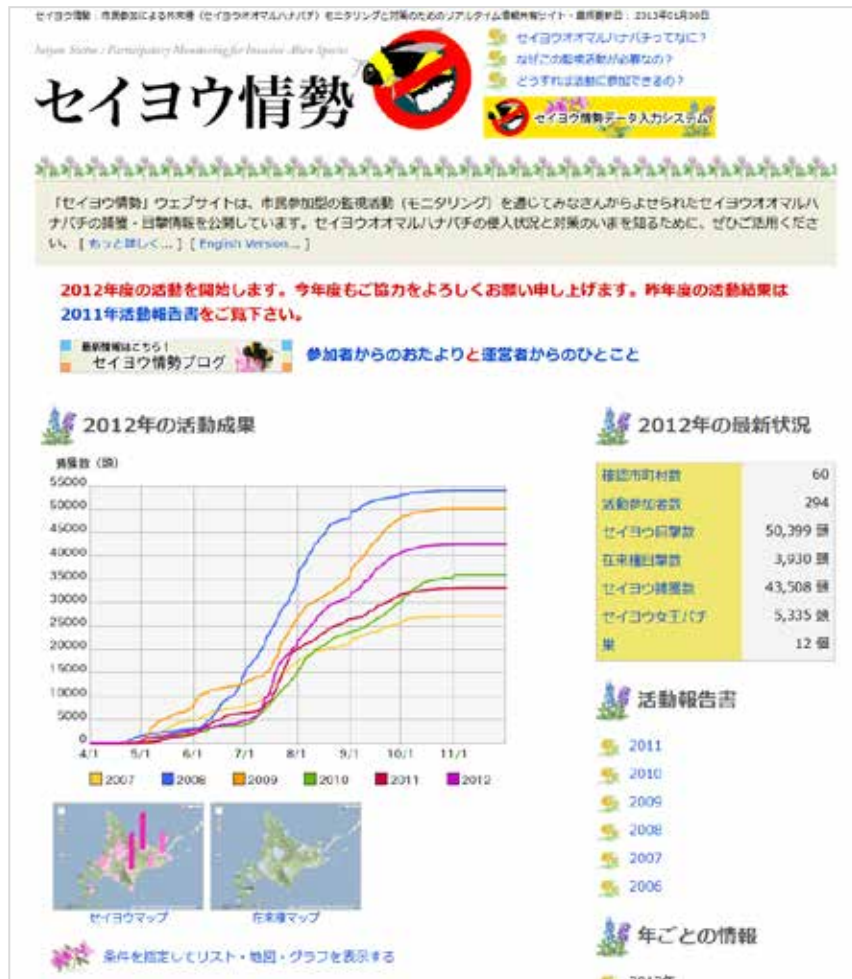 セイヨウ情勢:市民参加による外来種(セイヨウオオマルハナバチ)モニタリングと対策のためのリアルタイム情報共有サイト - 最終更新日:2013年01月30日
セイヨウ情勢
セイヨウオオマルハナバチってなに?
なぜこの監視活動が必要なの?
どうすれば活動に参加できるの?
セイヨウ情勢データ入力システム
「セイヨウ情勢」ウェブサイトは、市民参加型の監視活動(モニタリング)を通じてみなさんからよせられたセイヨウオオマルハ
ナバチの捕獲・目撃情報を公開しています。セイヨウオオマルハナバチの侵入状況と対策のいまを知るために、ぜひご活用くださ
い。[もっと詳しく...] [English Version...]
2012年度の活動を開始します。今年度もご協力をよろしくお願い申し上げます。昨年度の活動結果は
2011年活動報告書をご覧下さい。
最新情報はこちら!
セイヨウ情勢ブログ
参加者からのおたよりと運営者からのひとこと
2012年の活動成果
捕獲数(頭)
55000
50000
45000
40000
35000
30000
25000
20000
15000
10000
5000
0
4/1 5/1 6/1 7/1 8/1 9/1 10/1 11/1
2007 2008 2009 2010 2011 2012
セイヨウマップ 在来種マップ
条件を指定してリスト・地図・グラフを表示する
2012年の最新状況
確認市町村数 60
活動参加者数 294
セイヨウ目撃数 50,399 頭
在来種目撃数 3,930 頭
セイヨウ捕獲数 43,508 頭
セイヨウ女王バチ 5,335 頭
巣 12 個
活動報告書
2011
2010
2009
2008
2007
2006
年ごとの情報